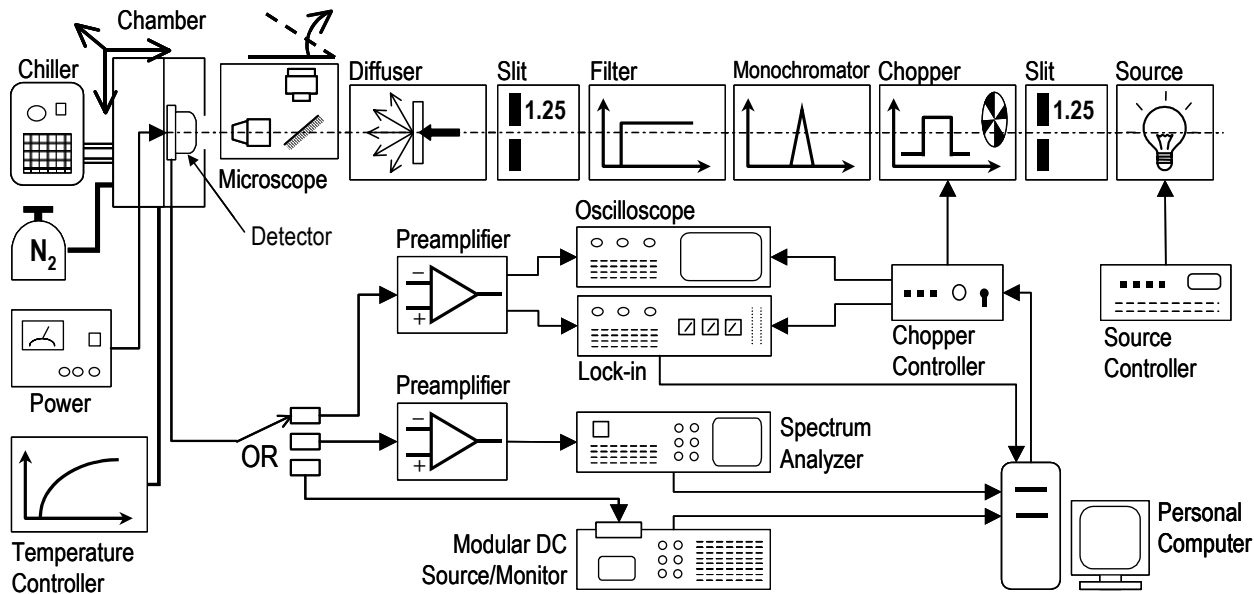 Chamber
Chiller
Diffuser
Slit
Filter
Monochromator
Chopper
Slit
Source
1.25
1.25
Microscope
N2
Detector
Preamplifier
Oscilloscope
Power
Lock-in
Chopper
Controller
Source
Controller
Preamplifier
OR
Spectrum
Analyzer
Temperature
Controller
Modular DC
Source/Monitor
Personal
Computer